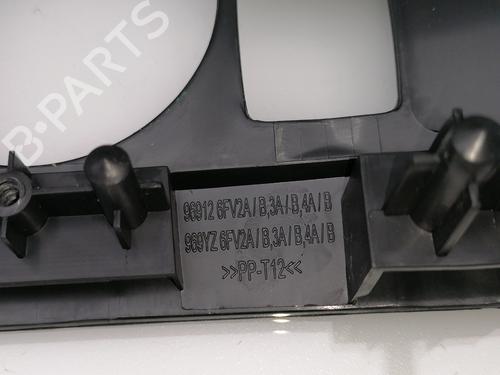 B-PARTS
96912 6FV2A/B,3A/B,4A/B
969YZ 6FV2A/B,3A/B,4A/B
>>PP-T12<<